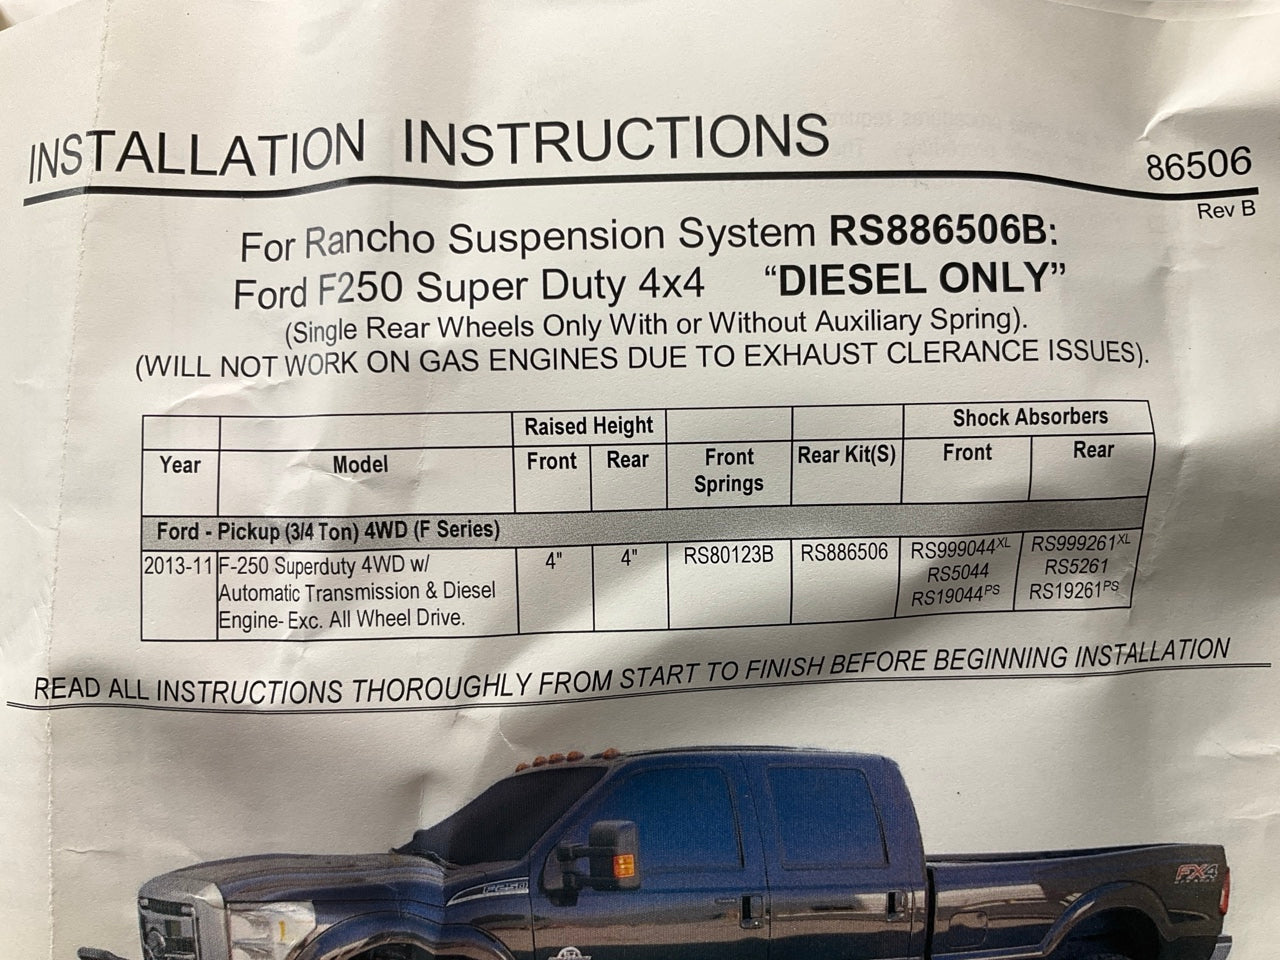 INSTALLATION INSTRUCTIONS
86506
Rev B
For Rancho Suspension System RS886506B:
Ford F250 Super Duty 4x4 “DIESEL ONLY”
(Single Rear Wheels Only With or Without Auxiliary Spring).
(WILL NOT WORK ON GAS ENGINES DUE TO EXHAUST CLERANCE ISSUES).
Raised Height Shock Absorbers
Year Model Front Rear Front Rear Kit(S) Front Rear
Springs
Ford - Pickup (3/4 Ton) 4WD (F Series)
2013-11 F-250 Superduty 4WD w/ 4" 4" RS80123B RS886506 RS999044XL RS999261XL
Automatic Transmission & Diesel RS5044 RS5261
Engine- Exc. All Wheel Drive. RS19044PS RS19261PS
READ ALL INSTRUCTIONS THOROUGHLY FROM START TO FINISH BEFORE BEGINNING INSTALLATION
F250
FX4